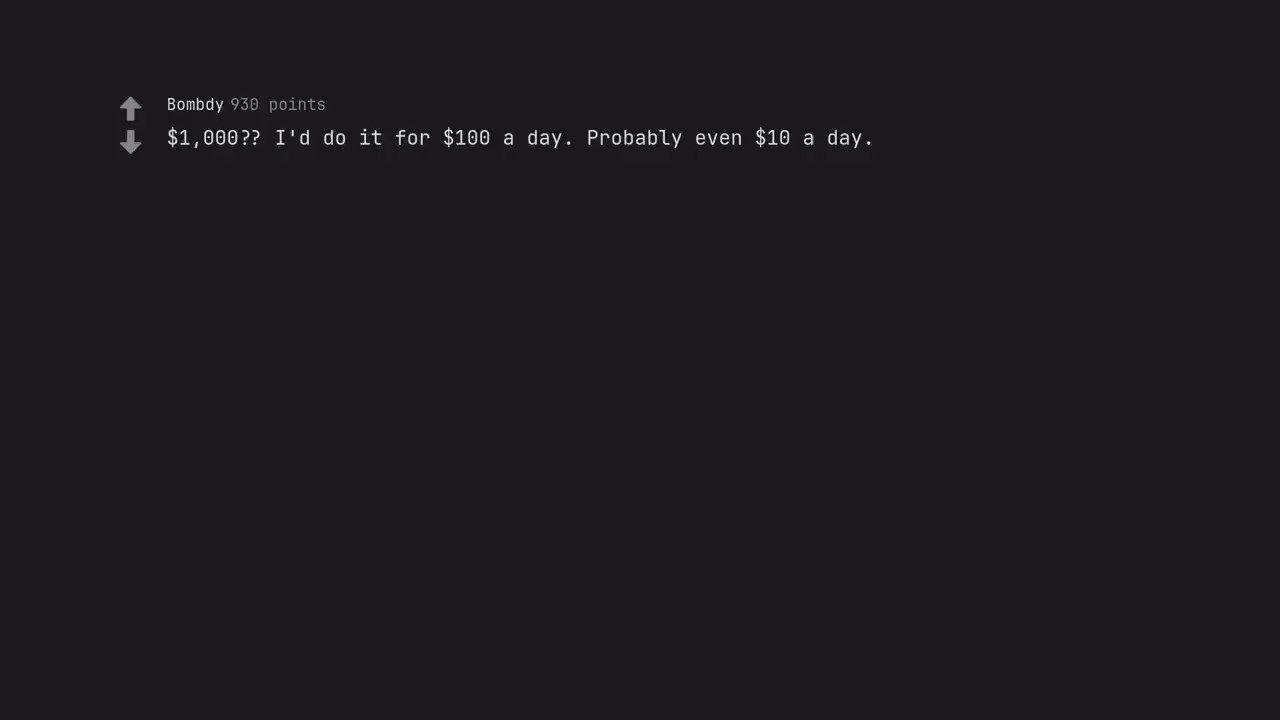 Bombdy 930 points
$1,000?? I'd do it for $100 a day. Probably even $10 a day.